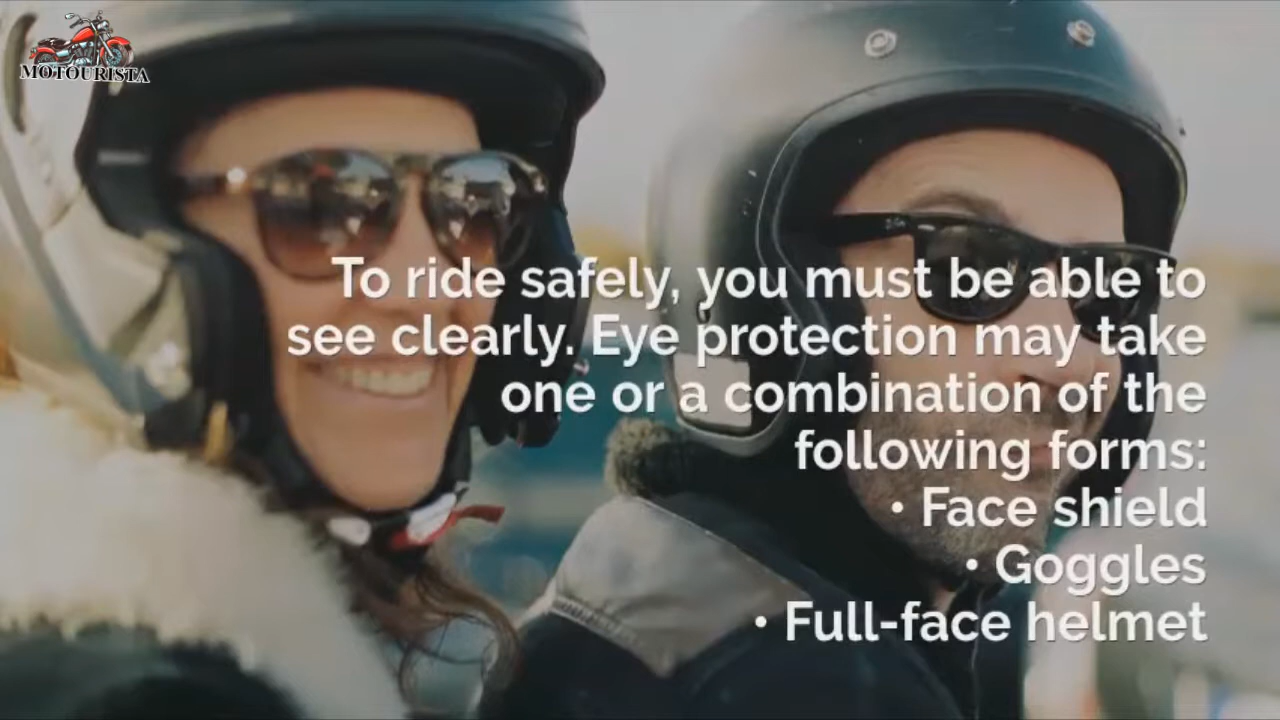 MOTOURISTA
To ride safely, you must be able to
see clearly. Eye protection may take
one or a combination of the
following forms:
• Face shield
• Goggles
• Full-face helmet